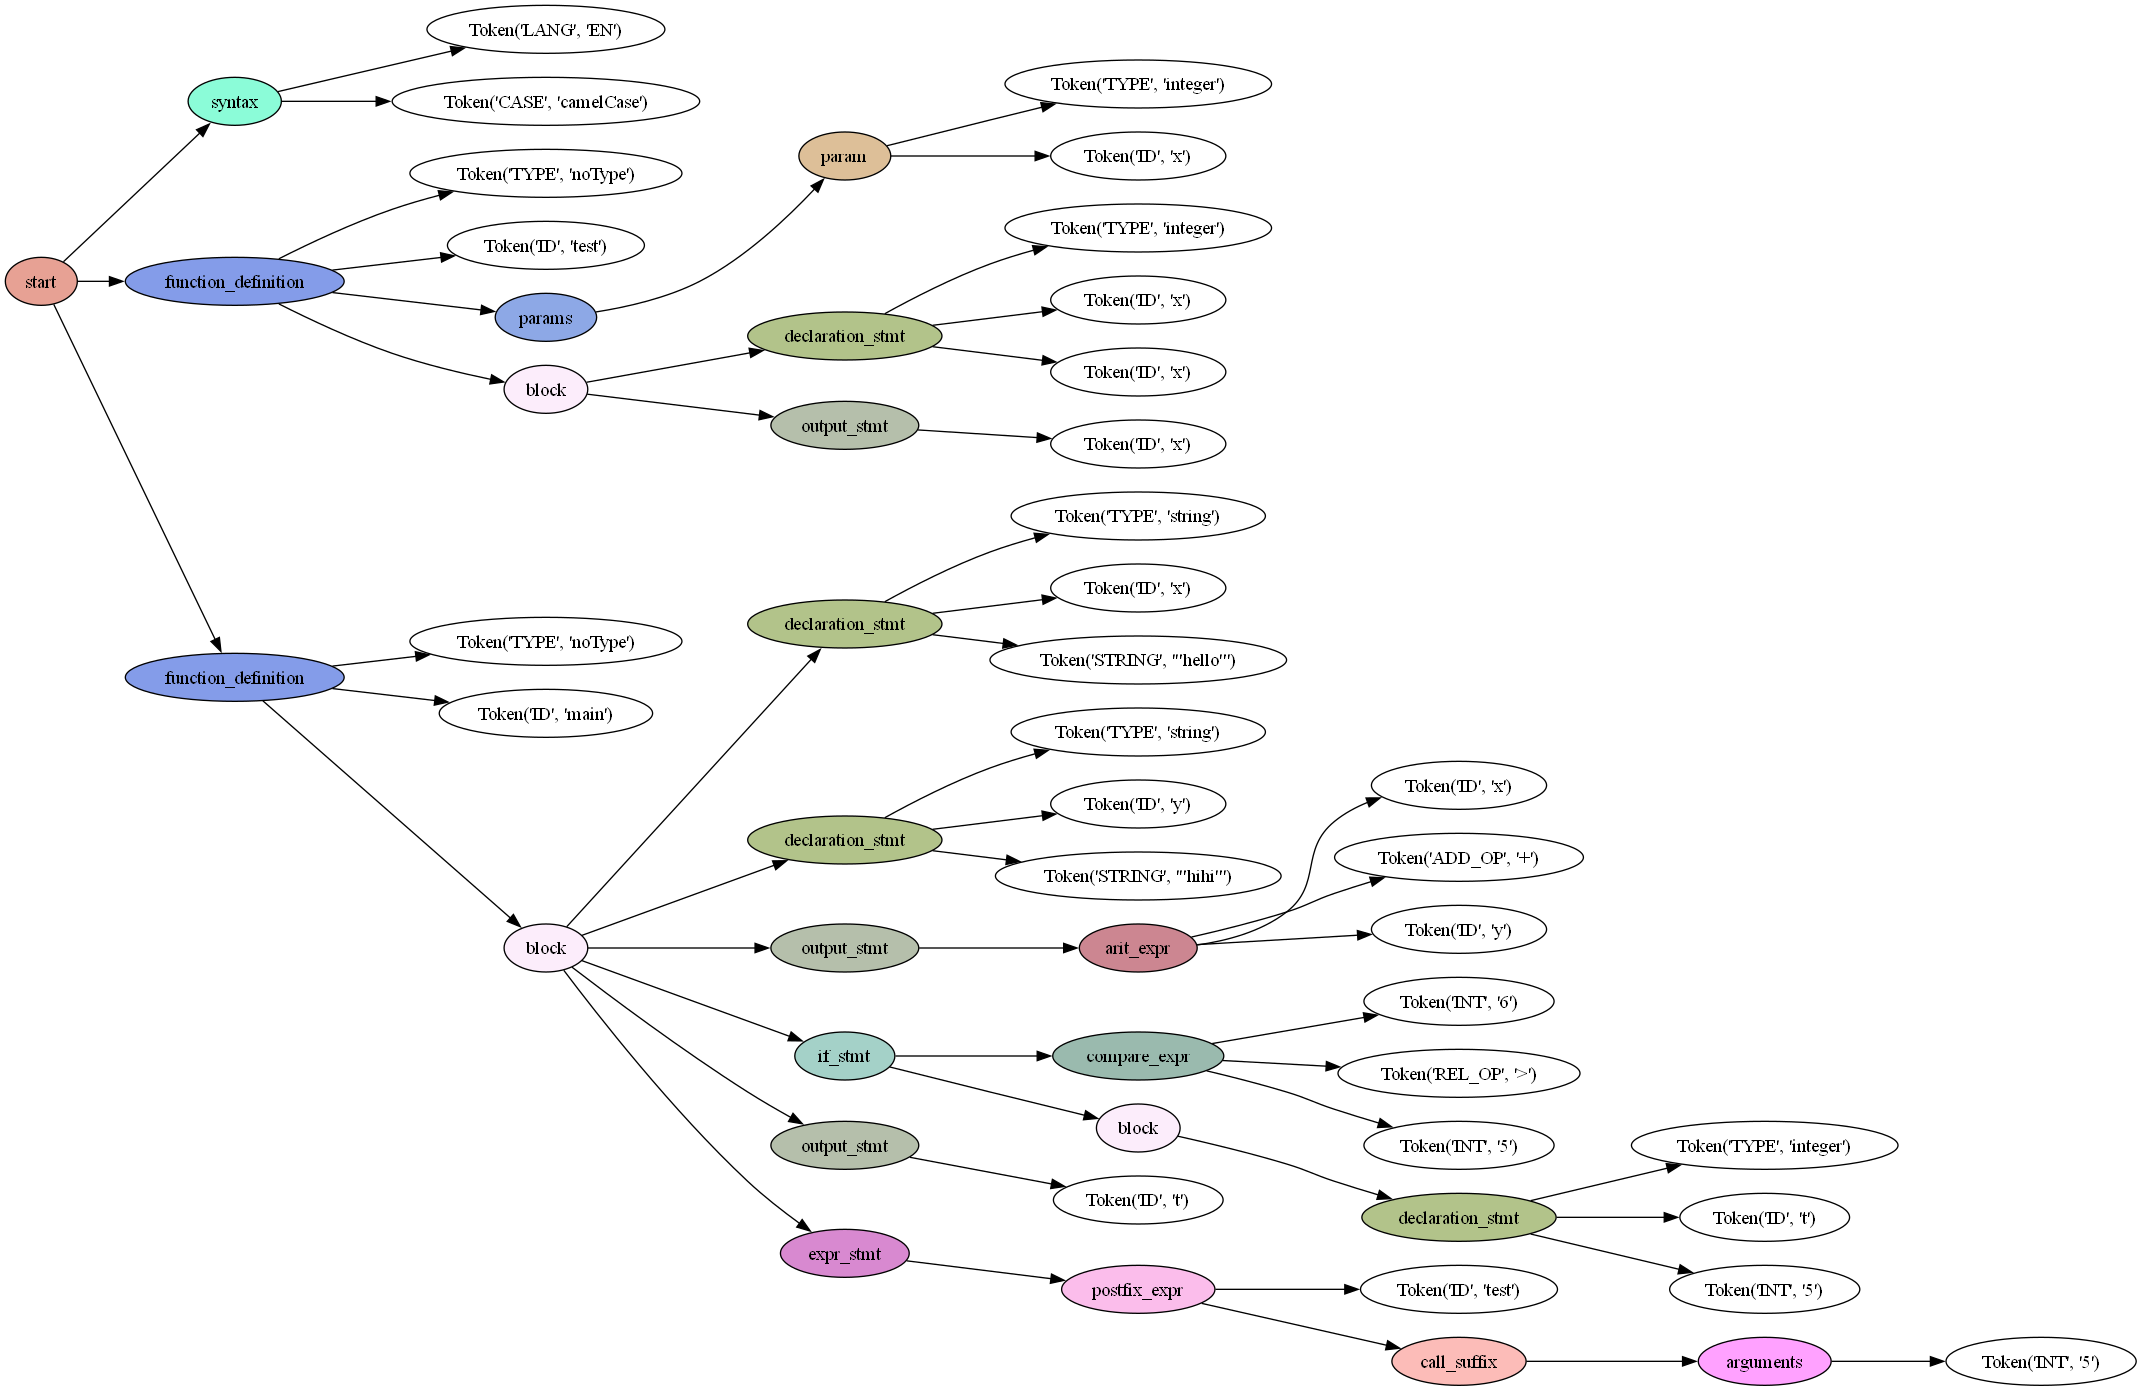 start
syntax
Token('LANG', 'EN')
Token('CASE', 'camelCase')
function_definition
Token('TYPE', 'noType')
Token('ID', 'test')
params
param
Token('TYPE', 'integer')
Token('ID', 'x')
block
declaration_stmt
Token('TYPE', 'integer')
Token('ID', 'x')
Token('ID', 'x')
output_stmt
Token('ID', 'x')
function_definition
Token('TYPE', 'noType')
Token('ID', 'main')
block
declaration_stmt
Token('TYPE', 'string')
Token('ID', 'x')
Token('STRING', '"hello"')
declaration_stmt
Token('TYPE', 'string')
Token('ID', 'y')
Token('STRING', '"hihi"')
output_stmt
arit_expr
Token('ID', 'x')
Token('ADD_OP', '+')
Token('ID', 'y')
if_stmt
compare_expr
Token('INT', '6')
Token('REL_OP', '>')
Token('INT', '5')
block
declaration_stmt
Token('TYPE', 'integer')
Token('ID', 't')
Token('INT', '5')
output_stmt
Token('ID', 't')
expr_stmt
postfix_expr
Token('ID', 'test')
call_suffix
arguments
Token('INT', '5')